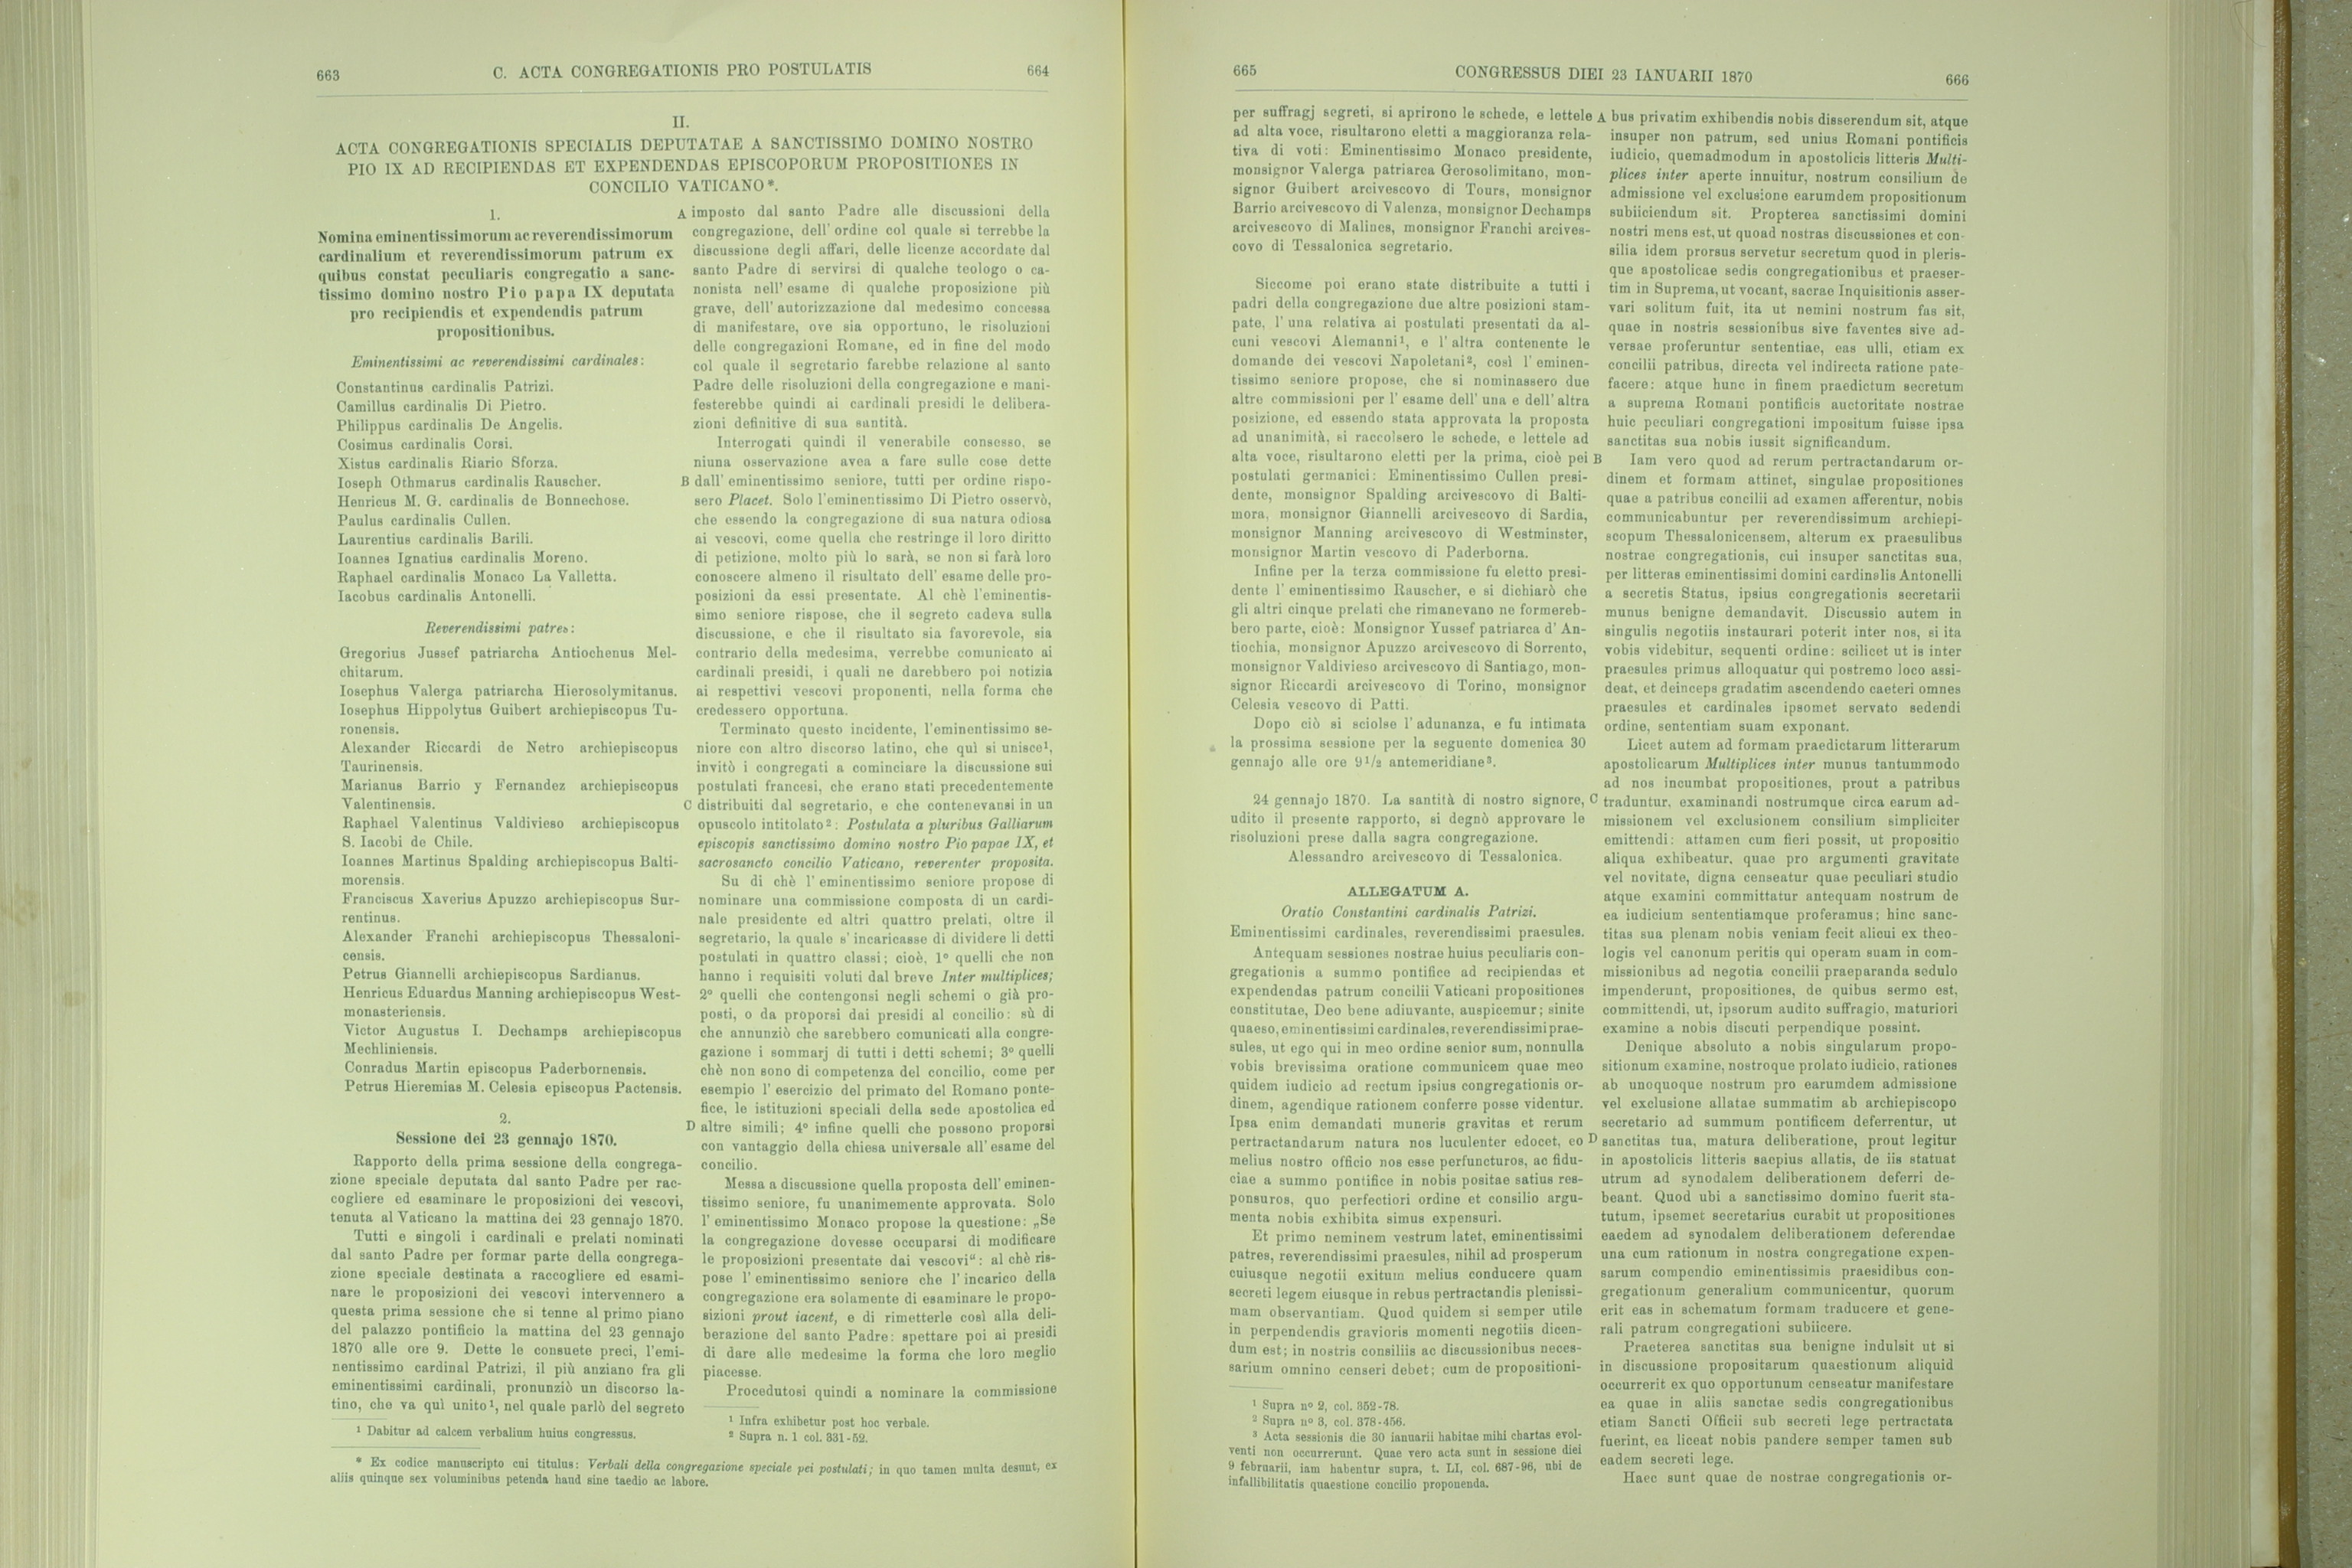 663
C. ACTA CONGREGATIONIS PRO POSTULATIS
664
II.
ACTA CONGREGATIONIS SPECIALIS DEPUTATAE A SANCTISSIMO DOMINO NOSTRO
PIO IX AD RECIPIENDAS ET EXPENDENDAS EPISCOPORUM PROPOSITIONES IN
CONCILIO VATICANO*.
1.
Nomina eminentissimorum ac reverendissimorum
cardinalium et reverendissimorum patrum ex
quibus constat peculiaris congregatio a sanc-
tissimo domino nostro Pio papa IX deputata
pro recipiendis et expendendis patrum
propositionibus.
Eminentissimi ac reverendissimi cardinales:
Constantinus cardinalis Patrizi.
Camillus cardinalis Di Pietro.
Philippus cardinalis De Angelis.
Cosimus cardinalis Corsi.
Xistus cardinalis Riario Sforza.
Ioseph Othmarus cardinalis Rauscher.
Henricus M. G. cardinalis de Bonnechose.
Paulus cardinalis Cullen.
Laurentius cardinalis Barili.
Ioannes Ignatius cardinalis Moreno.
Raphael cardinalis Monaco La Valletta.
Iacobus cardinalis Antonelli.
Reverendissimi patres:
Gregorius Jussef patriarcha Antiochenus Mel-
chitarum.
Iosephus Valerga patriarcha Hierosolymitanus.
Iosephus Hippolytus Guibert archiepiscopus Tu-
ronensis.
Alexander Riccardi de Netro archiepiscopus
Taurinensis.
Marianus Barrio y Fernandez archiepiscopus
Valentinensis.
Raphael Valentinus Valdivieso archiepiscopus
S. Iacobi de Chile.
Ioannes Martinus Spalding archiepiscopus Balti-
morensis.
Franciscus Xaverius Apuzzo archiepiscopus Sur-
rentinus.
Alexander Franchi archiepiscopus Thessaloni-
censis.
Petrus Giannelli archiepiscopus Sardianus.
Henricus Eduardus Manning archiepiscopus West-
monasteriensis.
Victor Augustus I. Dechamps archiepiscopus
Mechliniensis.
Conradus Martin episcopus Paderbornensis.
Petrus Hieremias M. Celesia episcopus Pactensis.
2.
Sessione dei 23 gennajo 1870.
Rapporto della prima sessione della congrega-
zione speciale deputata dal santo Padre per rac-
cogliere ed esaminare le proposizioni dei vescovi,
tenuta al Vaticano la mattina dei 23 gennajo 1870.
Tutti e singoli i cardinali e prelati nominati
dal santo Padre per formar parte della congrega-
zione speciale destinata a raccogliere ed esami-
nare le proposizioni dei vescovi intervennero a
questa prima sessione che si tenne al primo piano
del palazzo pontificio la mattina del 23 gennajo
1870 alle ore 9. Dette le consuete preci, l'emi-
nentissimo cardinal Patrizi, il più anziano fra gli
eminentissimi cardinali, pronunziò un discorso la-
tino, che va quì unito¹, nel quale parlò del segreto
¹ Dabitur ad calcem verbalium huius congressus.
A imposto dal santo Padre alle discussioni della
congregazione, dell' ordine col quale si terrebbe la
discussione degli affari, delle licenze accordate dal
santo Padre di servirsi di qualche teologo o ca-
nonista nell' esame di qualche proposizione più
grave, dell' autorizzazione dal medesimo concessa
di manifestare, ove sia opportuno, le risoluzioni
delle congregazioni Romane, ed in fine del modo
col quale il segretario farebbe relazione al santo
Padre delle risoluzioni della congregazione e mani-
festerebbe quindi ai cardinali presidi le delibera-
zioni definitive di sua santità.
Interrogati quindi il venerabile consesso, se
niuna osservazione avea a fare sulle cose dette
B dall' eminentissimo seniore, tutti per ordine rispo-
sero Placet. Solo l'eminentissimo Di Pietro osservò,
che essendo la congregazione di sua natura odiosa
ai vescovi, come quella che restringe il loro diritto
di petizione, molto più lo sarà, se non si farà loro
conoscere almeno il risultato dell' esame delle pro-
posizioni da essi presentate. Al chè l'eminentis-
simo seniore rispose, che il segreto cadeva sulla
discussione, e che il risultato sia favorevole, sia
contrario della medesima, verrebbe comunicato ai
cardinali presidi, i quali ne darebbero poi notizia
ai respettivi vescovi proponenti, nella forma che
credessero opportuna.
Terminato questo incidente, l'eminentissimo se-
niore con altro discorso latino, che quì si unisce¹,
invitò i congregati a cominciare la discussione sui
postulati francesi, che erano stati precedentemente
C distribuiti dal segretario, e che contenevansi in un
opuscolo intitolato²: Postulata a pluribus Galliarum
episcopis sanctissimo domino nostro Pio papae IX, et
sacrosancto concilio Vaticano, reverenter proposita.
Su di chè l' eminentissimo seniore propose di
nominare una commissione composta di un cardi-
nale presidente ed altri quattro prelati, oltre il
segretario, la quale s' incaricasse di dividere li detti
postulati in quattro classi; cioè, 1º quelli che non
hanno i requisiti voluti dal breve Inter multiplices;
2º quelli che contengonsi negli schemi o già pro-
posti, o da proporsi dai presidi al concilio: sù di
che annunziò che sarebbero comunicati alla congre-
gazione i sommarj di tutti i detti schemi; 3º quelli
chè non sono di competenza del concilio, come per
esempio l' esercizio del primato del Romano ponte-
fice, le istituzioni speciali della sede apostolica ed
D altre simili; 4º infine quelli che possono proporsi
con vantaggio della chiesa universale all' esame del
concilio.
Messa a discussione quella proposta dell' eminen-
tissimo seniore, fu unanimemente approvata. Solo
l' eminentissimo Monaco propose la questione: „Se
la congregazione dovesse occuparsi di modificare
le proposizioni presentate dai vescovi“: al chè ris-
pose l' eminentissimo seniore che l' incarico della
congregazione era solamente di esaminare le propo-
sizioni prout iacent, e di rimetterle così alla deli-
berazione del santo Padre: spettare poi ai presidi
di dare alle medesime la forma che loro meglio
piacesse.
Procedutosi quindi a nominare la commissione
¹ Infra exhibetur post hoc verbale.
² Supra n. 1 col. 331-52.
* Ex codice manuscripto cui titulus: Verbali della congregazione speciale pei postulati; in quo tamen multa desunt, ex
aliis quinque sex voluminibus petenda haud sine taedio ac labore.
665
CONGRESSUS DIEI 23 IANUARII 1870
666
per suffragj segreti, si aprirono le schede, e lettele
ad alta voce, risultarono eletti a maggioranza rela-
tiva di voti: Eminentissimo Monaco presidente,
monsignor Valerga patriarca Gerosolimitano, mon-
signor Guibert arcivescovo di Tours, monsignor
Barrio arcivescovo di Valenza, monsignor Dechamps
arcivescovo di Malines, monsignor Franchi arcives-
covo di Tessalonica segretario.
Siccome poi erano state distribuite a tutti i
padri della congregazione due altre posizioni stam-
pate, l' una relativa ai postulati presentati da al-
cuni vescovi Alemanni¹, e l' altra contenente le
domande dei vescovi Napoletani², così l' eminen-
tissimo seniore propose, che si nominassero due
altre commissioni per l' esame dell' una e dell' altra
posizione, ed essendo stata approvata la proposta
ad unanimità, si raccolsero le schede, e lettele ad
alta voce, risultarono eletti per la prima, cioè pei
postulati germanici: Eminentissimo Cullen presi-
dente, monsignor Spalding arcivescovo di Balti-
mora, monsignor Giannelli arcivescovo di Sardia,
monsignor Manning arcivescovo di Westminster,
monsignor Martin vescovo di Paderborna.
Infine per la terza commissione fu eletto presi-
dente l' eminentissimo Rauscher, e si dichiarò che
gli altri cinque prelati che rimanevano ne formereb-
bero parte, cioè: Monsignor Yussef patriarca d' An-
tiochia, monsignor Apuzzo arcivescovo di Sorrento,
monsignor Valdivieso arcivescovo di Santiago, mon-
signor Riccardi arcivescovo di Torino, monsignor
Celesia vescovo di Patti.
Dopo ciò si sciolse l' adunanza, e fu intimata
la prossima sessione per la seguente domenica 30
gennajo alle ore 9¹/₂ antemeridiane³.
24 gennajo 1870. La santità di nostro signore,
udito il presente rapporto, si degnò approvare le
risoluzioni prese dalla sagra congregazione.
Alessandro arcivescovo di Tessalonica.
ALLEGATUM A.
Oratio Constantini cardinalis Patrizi.
Eminentissimi cardinales, reverendissimi praesules.
Antequam sessiones nostrae huius peculiaris con-
gregationis a summo pontifice ad recipiendas et
expendendas patrum concilii Vaticani propositiones
constitutae, Deo bene adiuvante, auspicemur; sinite
quaeso, eminentissimi cardinales, reverendissimi prae-
sules, ut ego qui in meo ordine senior sum, nonnulla
vobis brevissima oratione communicem quae meo
quidem iudicio ad rectum ipsius congregationis or-
dinem, agendique rationem conferre posse videntur.
Ipsa enim demandati muneris gravitas et rerum
pertractandarum natura nos luculenter edocet, eo
melius nostro officio nos esse perfuncturos, ac fidu-
ciae a summo pontifice in nobis positae satius res-
ponsuros, quo perfectiori ordine et consilio argu-
menta nobis exhibita simus expensuri.
Et primo neminem vestrum latet, eminentissimi
patres, reverendissimi praesules, nihil ad prosperum
cuiusque negotii exitum melius conducere quam
secreti legem eiusque in rebus pertractandis plenissi-
mam observantiam. Quod quidem si semper utile
in perpendendis gravioris momenti negotiis dicen-
dum est; in nostris consiliis ac discussionibus neces-
sarium omnino censeri debet; cum de propositioni-
¹ Supra nº 2, col. 352-78.
² Supra nº 3, col. 378-456.
³ Acta sessionis die 30 ianuarii habitae mihi chartas evol-
venti non occurrerunt. Quae vero acta sunt in sessione diei
9 februarii, iam habentur supra, t. LI, col. 687-96, ubi de
infallibilitatis quaestione concilio proponenda.
A bus privatim exhibendis nobis disserendum sit, atque
insuper non patrum, sed unius Romani pontificis
iudicio, quemadmodum in apostolicis litteris Multi-
plices inter aperte innuitur, nostrum consilium de
admissione vel exclusione earumdem propositionum
subiiciendum sit. Propterea sanctissimi domini
nostri mens est, ut quoad nostras discussiones et con-
silia idem prorsus servetur secretum quod in pleris-
que apostolicae sedis congregationibus et praeser-
tim in Suprema, ut vocant, sacrae Inquisitionis asser-
vari solitum fuit, ita ut nemini nostrum fas sit,
quae in nostris sessionibus sive faventes sive ad-
versae proferuntur sententiae, eas ulli, etiam ex
concilii patribus, directa vel indirecta ratione pate-
facere: atque hunc in finem praedictum secretum
a suprema Romani pontificis auctoritate nostrae
huic peculiari congregationi impositum fuisse ipsa
sanctitas sua nobis iussit significandum.
B Iam vero quod ad rerum pertractandarum or-
dinem et formam attinet, singulae propositiones
quae a patribus concilii ad examen afferentur, nobis
communicabuntur per reverendissimum archiepi-
scopum Thessalonicensem, alterum ex praesulibus
nostrae congregationis, cui insuper sanctitas sua,
per litteras eminentissimi domini cardinalis Antonelli
a secretis Status, ipsius congregationis secretarii
munus benigne demandavit. Discussio autem in
singulis negotiis instaurari poterit inter nos, si ita
vobis videbitur, sequenti ordine: scilicet ut is inter
praesules primus alloquatur qui postremo loco assi-
deat, et deinceps gradatim ascendendo caeteri omnes
praesules et cardinales ipsomet servato sedendi
ordine, sententiam suam exponant.
Licet autem ad formam praedictarum litterarum
apostolicarum Multiplices inter munus tantummodo
ad nos incumbat propositiones, prout a patribus
C traduntur, examinandi nostrumque circa earum ad-
missionem vel exclusionem consilium simpliciter
emittendi: attamen cum fieri possit, ut propositio
aliqua exhibeatur, quae pro argumenti gravitate
vel novitate, digna censeatur quae peculiari studio
atque examini committatur antequam nostrum de
ea iudicium sententiamque proferamus; hinc sanc-
titas sua plenam nobis veniam fecit alicui ex theo-
logis vel canonum peritis qui operam suam in com-
missionibus ad negotia concilii praeparanda sedulo
impenderunt, propositiones, de quibus sermo est,
committendi, ut, ipsorum audito suffragio, maturiori
examine a nobis discuti perpendique possint.
Denique absoluto a nobis singularum propo-
sitionum examine, nostroque prolato iudicio, rationes
ab unoquoque nostrum pro earumdem admissione
vel exclusione allatae summatim ab archiepiscopo
secretario ad summum pontificem deferrentur, ut
D sanctitas tua, matura deliberatione, prout legitur
in apostolicis litteris saepius allatis, de iis statuat
utrum ad synodalem deliberationem deferri de-
beant. Quod ubi a sanctissimo domino fuerit sta-
tutum, ipsemet secretarius curabit ut propositiones
eaedem ad synodalem deliberationem deferendae
una cum rationum in nostra congregatione expen-
sarum compendio eminentissimis praesidibus con-
gregationum generalium communicentur, quorum
erit eas in schematum formam traducere et gene-
rali patrum congregationi subiicere.
Praeterea sanctitas sua benigne indulsit ut si
in discussione propositarum quaestionum aliquid
occurrerit ex quo opportunum censeatur manifestare
ea quae in aliis sanctae sedis congregationibus
etiam Sancti Officii sub secreti lege pertractata
fuerint, ea liceat nobis pandere semper tamen sub
eadem secreti lege.
Haec sunt quae de nostrae congregationis or-